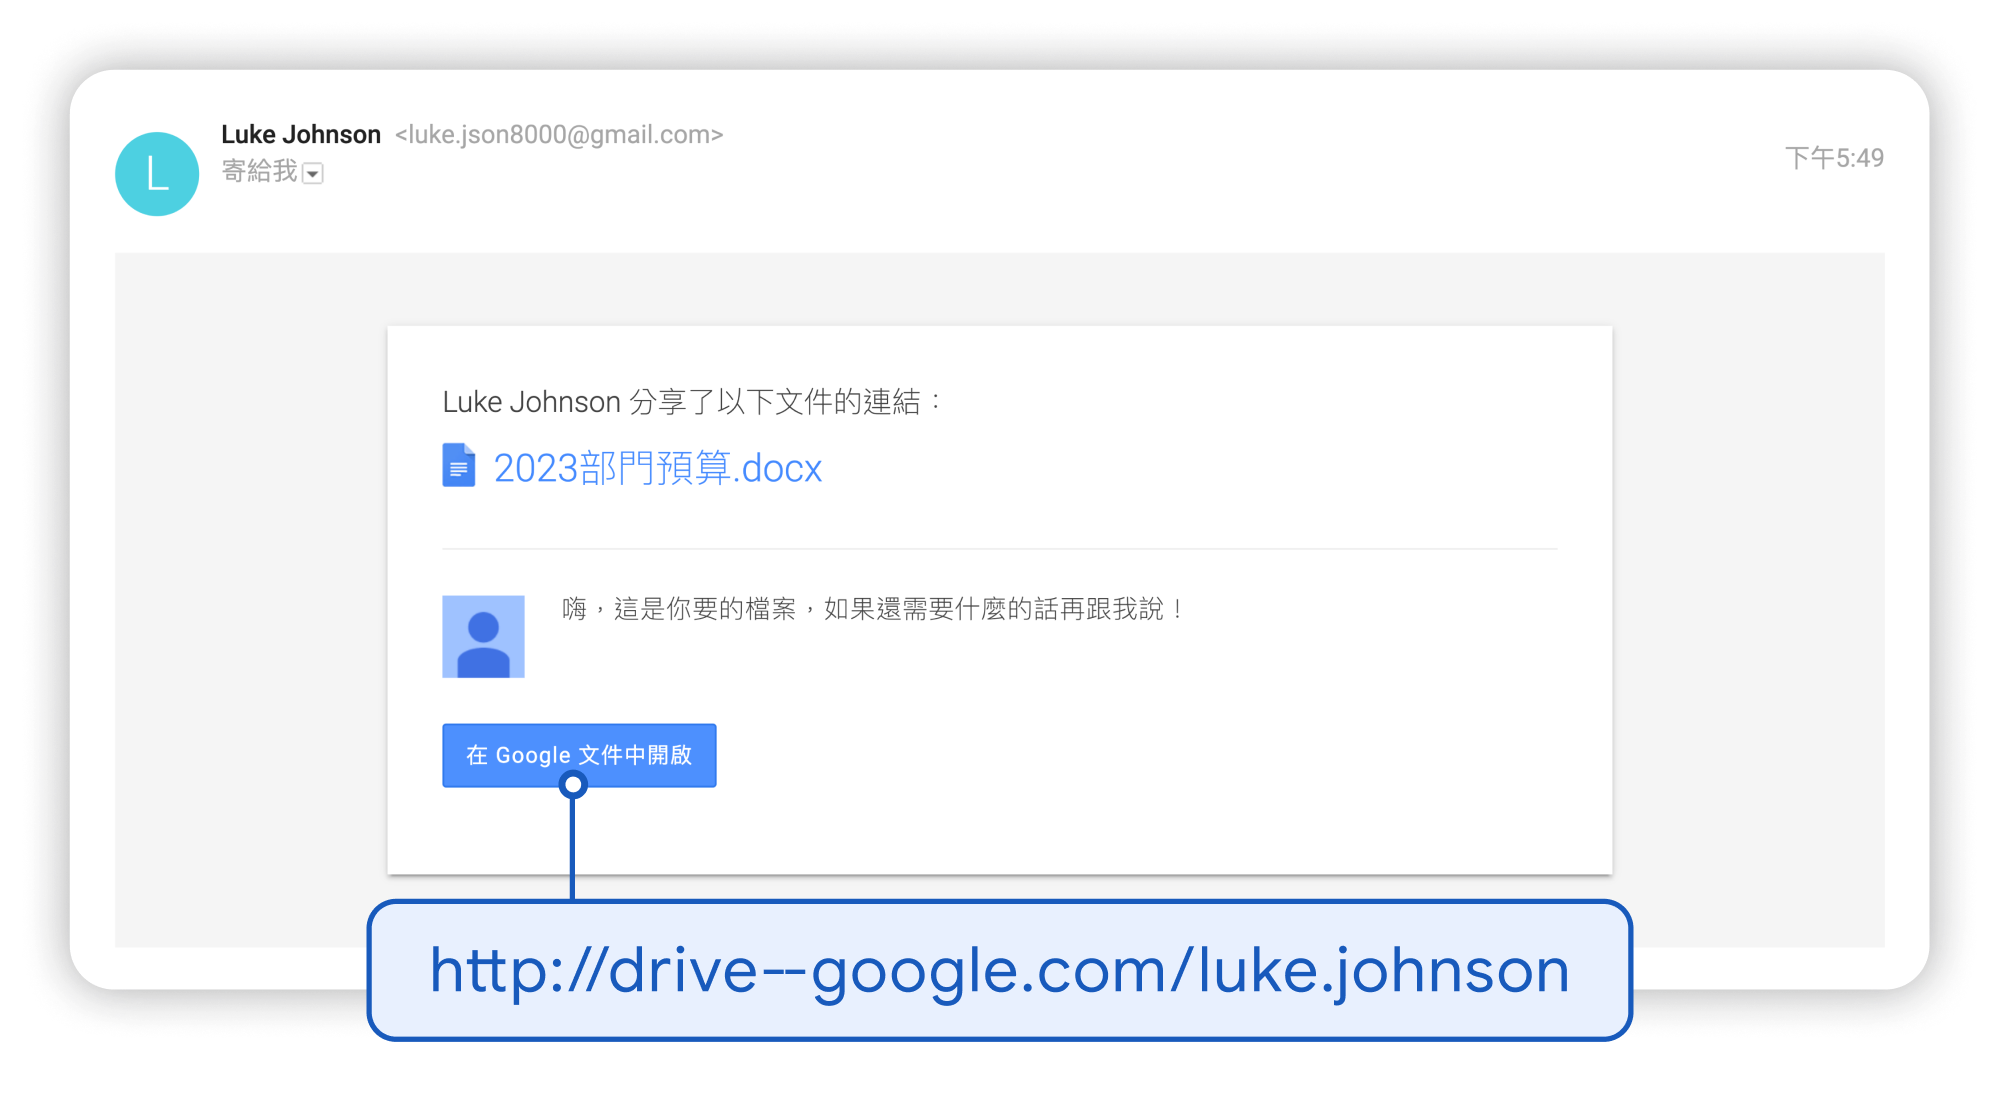 L
Luke Johnson <luke.json8000@gmail.com>
寄給我
下午5:49
Luke Johnson 分享了以下文件的連結：
2023部門預算.docx
嗨，這是你要的檔案，如果還需要什麼的話再跟我說！
在 Google 文件中開啟
http://drive--google.com/luke.johnson